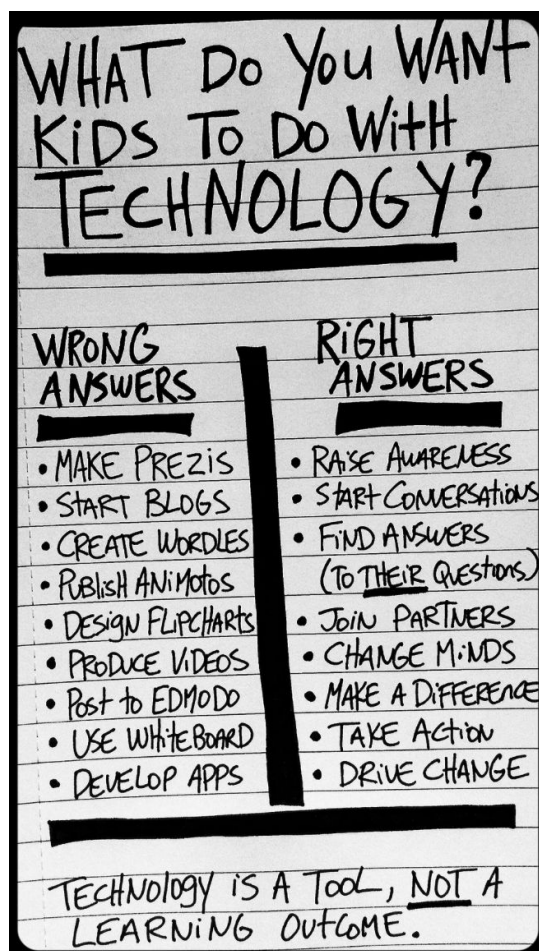 WHAT DO YOU WANT
KiDS TO DO WitH
TECHNOLOGY?
WRONG
ANSWERS
• MAKE PREZiS
• START BLOGS
• CREATE WORDLES
• PUBLISH ANiMOTOS
• DESiGN FLiPCHARTS
• PRODUCE ViDEOS
• POST to EDMODO
• USE WHitEBOARD
• DEVELOP APPS
RiGHT
ANSWERS
• RAiSE AWARENESS
• START CONVERSATiONS
• FiND ANSWERS
(TO THEiR QUESTiONS)
• JOiN PARTNERS
• CHANGE MiNDS
• MAKE A DiFFERENCE
• TAKE ACTiON
• DRiVE CHANGE
TECHNOLOGY iS A TOOL, NOT A
LEARNiNG OUTCOME.